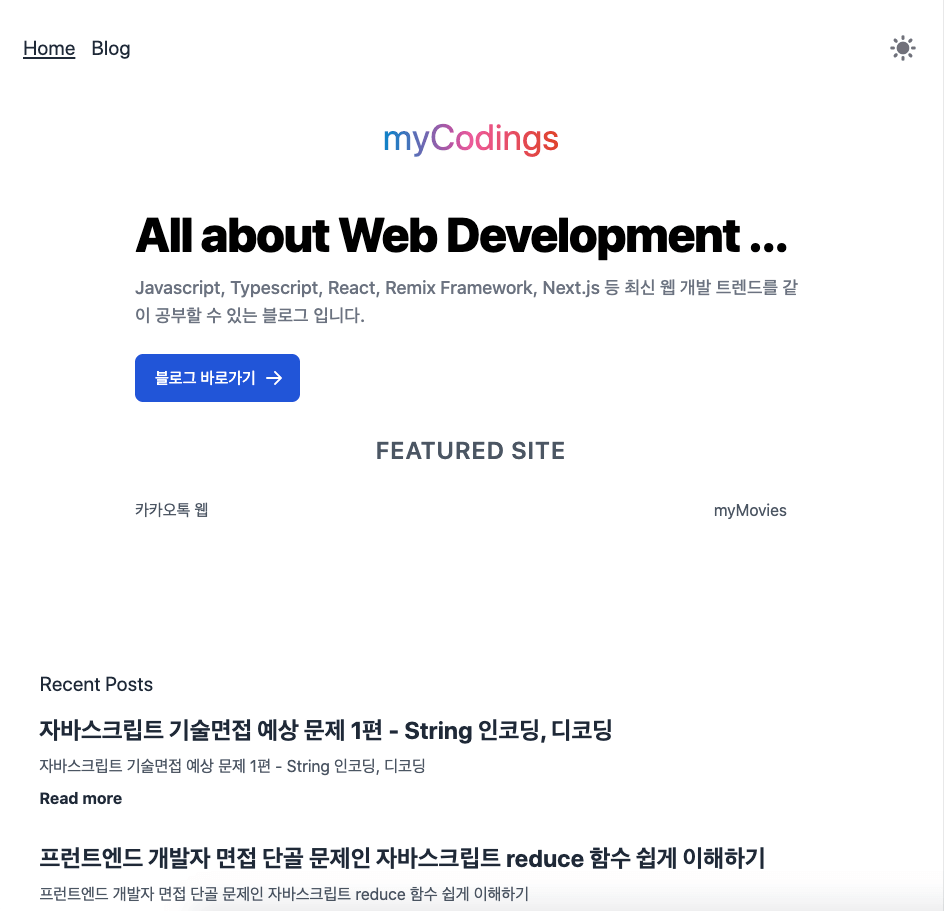 Home Blog
myCodings
All about Web Development ...
Javascript, Typescript, React, Remix Framework, Next.js 등 최신 웹 개발 트렌드를 같
이 공부할 수 있는 블로그 입니다.
블로그 바로가기 →
FEATURED SITE
카카오톡 웹 myMovies
Recent Posts
자바스크립트 기술면접 예상 문제 1편 - String 인코딩, 디코딩
자바스크립트 기술면접 예상 문제 1편 - String 인코딩, 디코딩
Read more
프런트엔드 개발자 면접 단골 문제인 자바스크립트 reduce 함수 쉽게 이해하기
프런트엔드 개발자 면접 단골 문제인 자바스크립트 reduce 함수 쉽게 이해하기